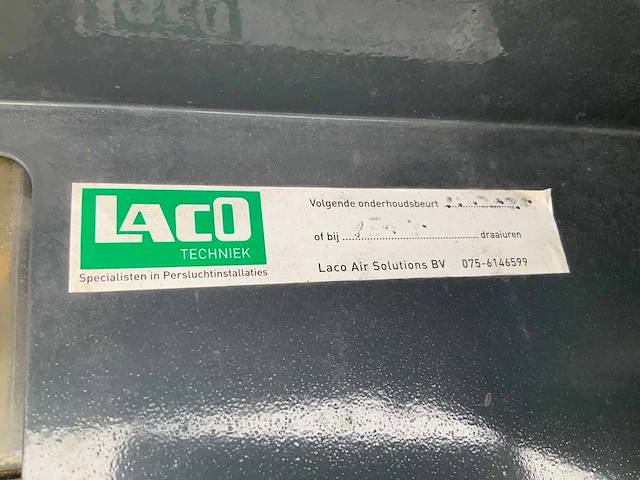 LACO
TECHNIEK
Specialisten in Persluchtinstallaties
Volgende onderhoudsbeurt
of bij draaiuren
Laco Air Solutions BV 075-6146599